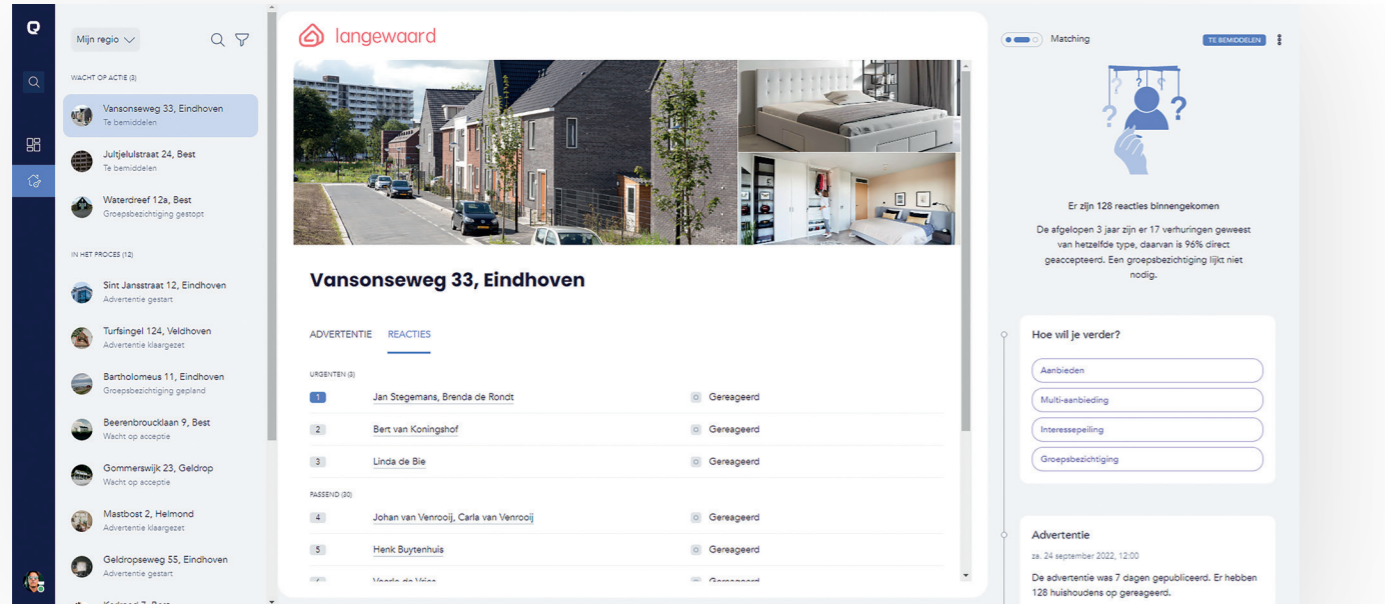 Mijn regio
WACHT OP ACTIE (3)
Vansonseweg 33, Eindhoven
Te bemiddelen
Jultjelulstraat 24, Best
Te bemiddelen
Waterdreef 12a, Best
Groepsbezichtiging gestopt
IN HET PROCES (12)
Sint Jansstraat 12, Eindhoven
Advertentie gestart
Turfsingel 124, Veldhoven
Advertentie klaargezet
Bartholomeus 11, Eindhoven
Groepsbezichtiging gepland
Beerenbroucklaan 9, Best
Wacht op acceptie
Gommerswijk 23, Geldrop
Wacht op acceptie
Mastbost 2, Helmond
Advertentie klaargezet
Geldropseweg 55, Eindhoven
Advertentie gestart
langewaard
Vansonseweg 33, Eindhoven
ADVERTENTIE REACTIES
URGENTEN (3)
1 Jan Stegemans, Brenda de Rondt Gereageerd
2 Bert van Koningshof Gereageerd
3 Linda de Bie Gereageerd
PASSEND (30)
4 Johan van Venrooij, Carla van Venrooij Gereageerd
5 Henk Buytenhuis Gereageerd
Matching TE BEMIDDELEN
? ? ? ?
Er zijn 128 reacties binnengekomen
De afgelopen 3 jaar zijn er 17 verhuringen geweest
van hetzelfde type, daarvan is 96% direct
geaccepteerd. Een groepsbezichtiging lijkt niet
nodig.
Hoe wil je verder?
Aanbieden
Multi-aanbieding
Interessepeiling
Groepsbezichtiging
Advertentie
za. 24 september 2022, 12:00
De advertentie was 7 dagen gepubliceerd. Er hebben
128 huishoudens op gereageerd.